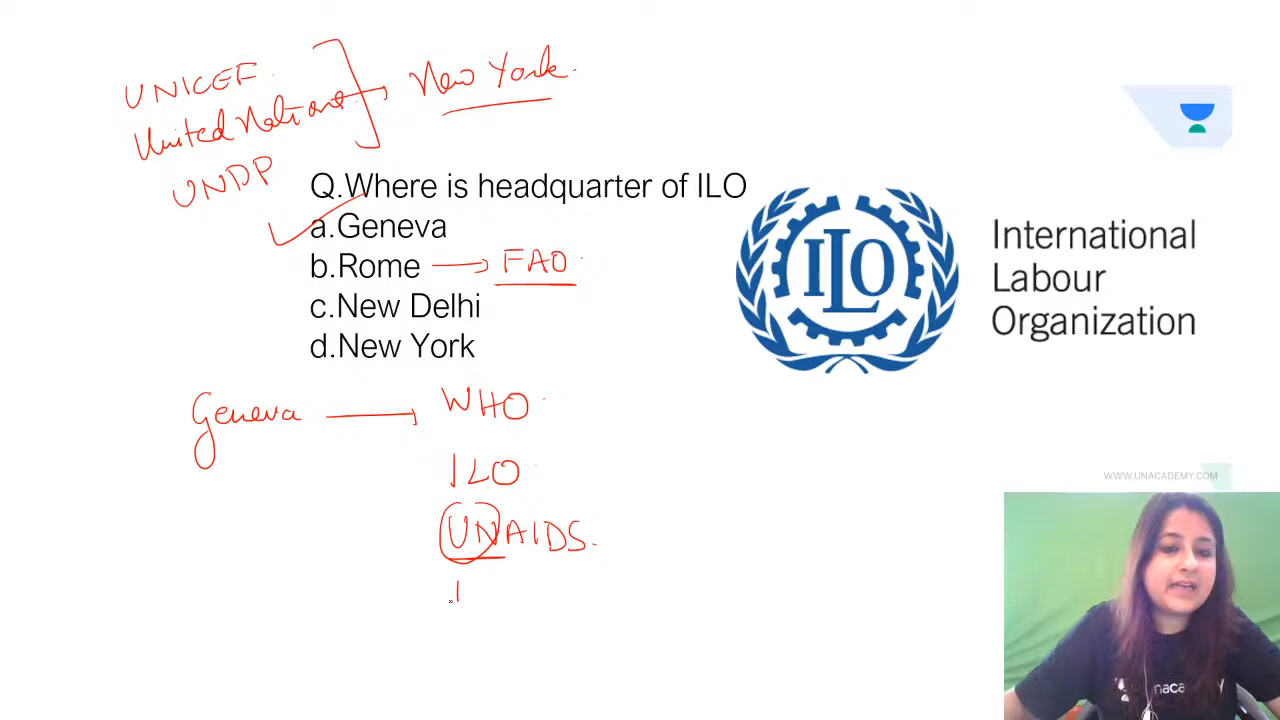 UNICEF
United Nations
UNDP
New York
Q.Where is headquarter of ILO
a.Geneva
b.Rome
FAO
c.New Delhi
d.New York
ILO
International
Labour
Organization
Geneva
WHO
ILO
UNAIDS
WWW.UNACADEMY.COM